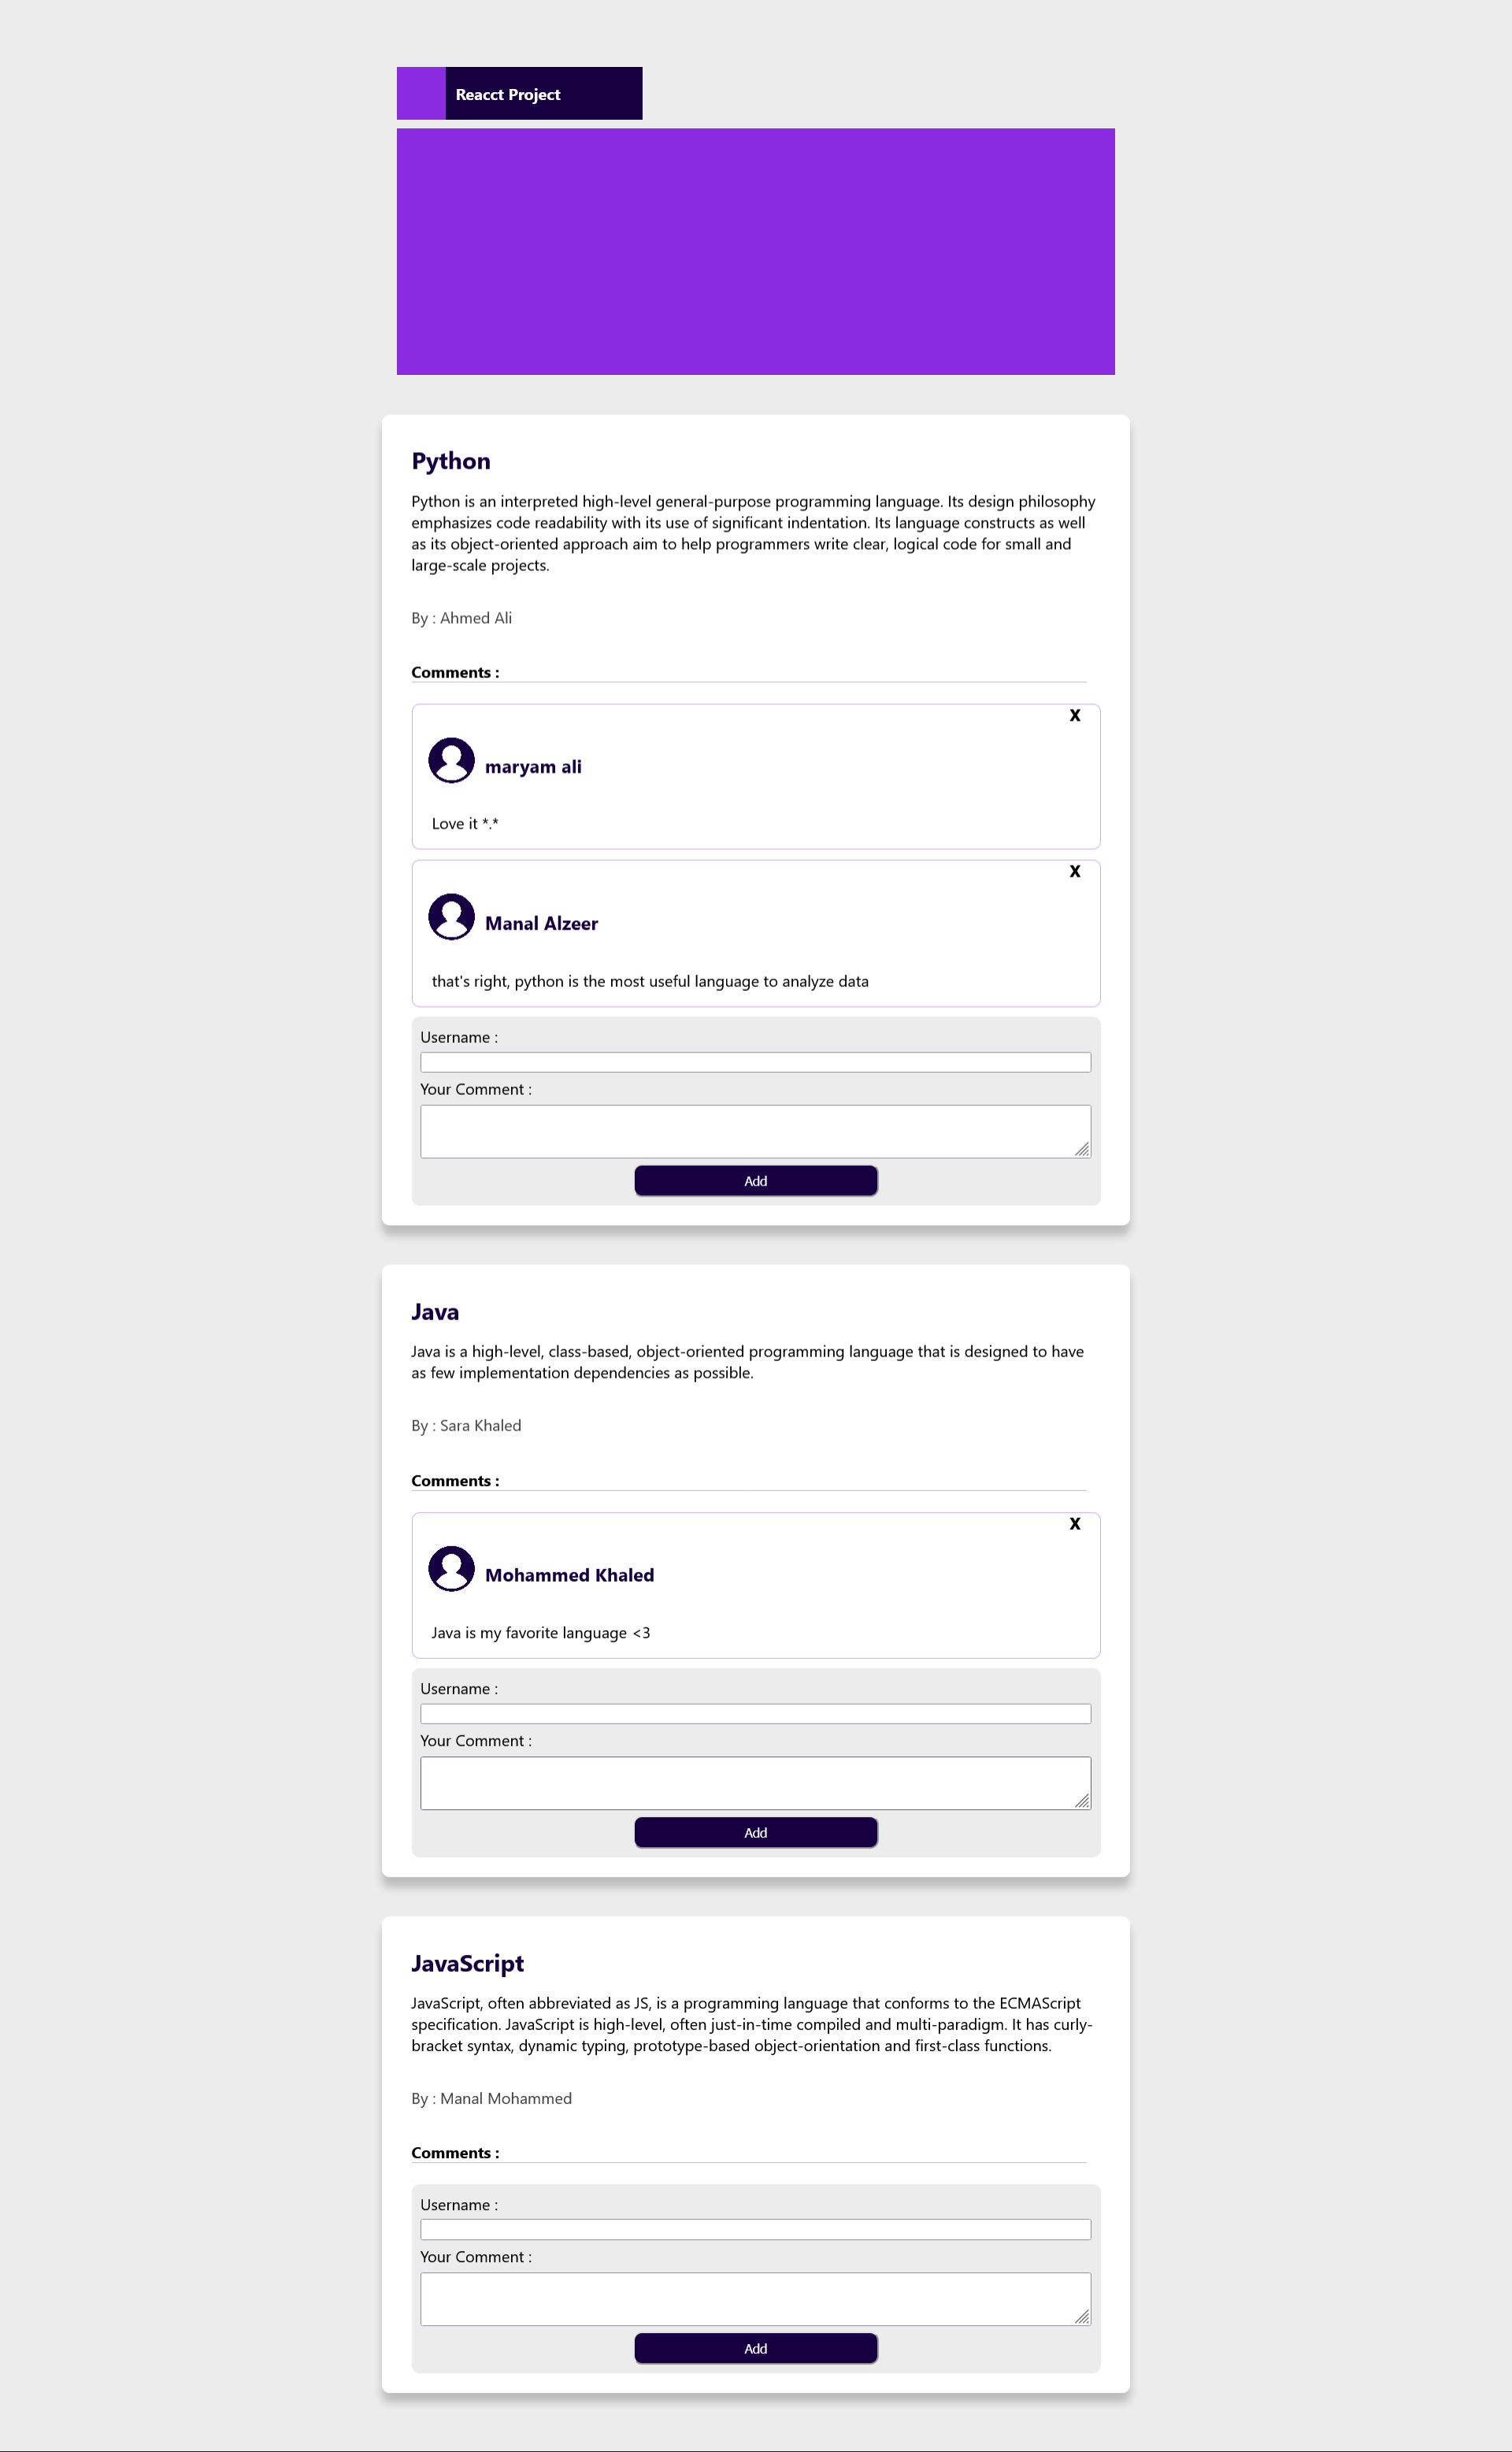 Reacct Project
Python
Python is an interpreted high-level general-purpose programming language. Its design philosophy
emphasizes code readability with its use of significant indentation. Its language constructs as well
as its object-oriented approach aim to help programmers write clear, logical code for small and
large-scale projects.
By : Ahmed Ali
Comments :
X
maryam ali
Love it *.*
X
Manal Alzeer
that's right, python is the most useful language to analyze data
Username :
Your Comment :
Add
Java
Java is a high-level, class-based, object-oriented programming language that is designed to have
as few implementation dependencies as possible.
By : Sara Khaled
Comments :
X
Mohammed Khaled
Java is my favorite language <3
Username :
Your Comment :
Add
JavaScript
JavaScript, often abbreviated as JS, is a programming language that conforms to the ECMAScript
specification. JavaScript is high-level, often just-in-time compiled and multi-paradigm. It has curly-
bracket syntax, dynamic typing, prototype-based object-orientation and first-class functions.
By : Manal Mohammed
Comments :
Username :
Your Comment :
Add